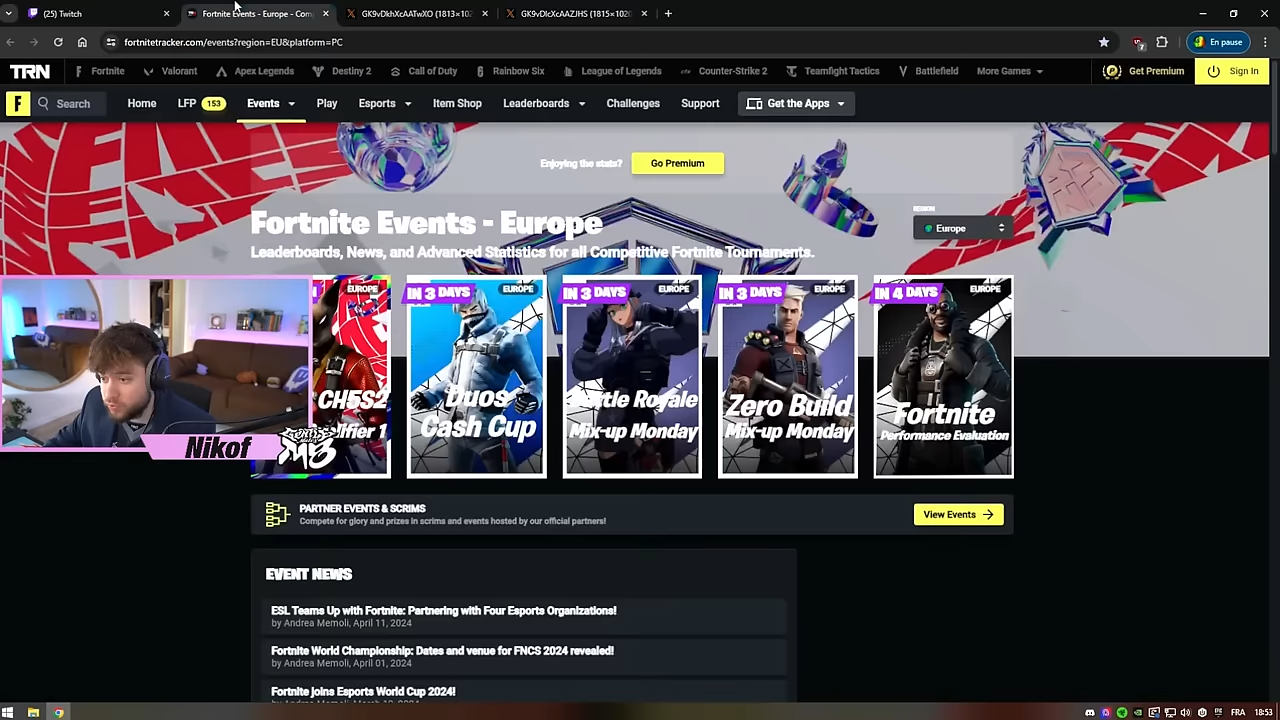 (25) Twitch
Fortnite Events - Europe - Com
GK9vDkhXcAATwXO (1813×102
GK9vDlcXcAAZJHS (1815×102
fortnitetracker.com/events?region=EU&platform=PC
7
En pause
TRN
Fortnite
Valorant
Apex Legends
Destiny 2
Call of Duty
Rainbow Six
League of Legends
Counter-Strike 2
Teamfight Tactics
Battlefield
More Games
Get Premium
Sign In
F
Search
Home
LFP 153
Events
Play
Esports
Item Shop
Leaderboards
Challenges
Support
Get the Apps
Enjoying the stats?
Go Premium
Fortnite Events - Europe
Leaderboards, News, and Advanced Statistics for all Competitive Fortnite Tournaments.
REGION
Europe
EUROPE
CH5S2
lifier 1
IN 3 DAYS
EUROPE
Duos
Cash Cup
IN 3 DAYS
EUROPE
Battle Royale
Mix-up Monday
IN 3 DAYS
EUROPE
Zero Build
Mix-up Monday
IN 4 DAYS
EUROPE
Fortnite
Performance Evaluation
Nikof
M8
PARTNER EVENTS & SCRIMS
Compete for glory and prizes in scrims and events hosted by our official partners!
View Events
EVENT NEWS
ESL Teams Up with Fortnite: Partnering with Four Esports Organizations!
by Andrea Memoli, April 11, 2024
Fortnite World Championship: Dates and venue for FNCS 2024 revealed!
by Andrea Memoli, April 01, 2024
Fortnite joins Esports World Cup 2024!
FRA
18:53